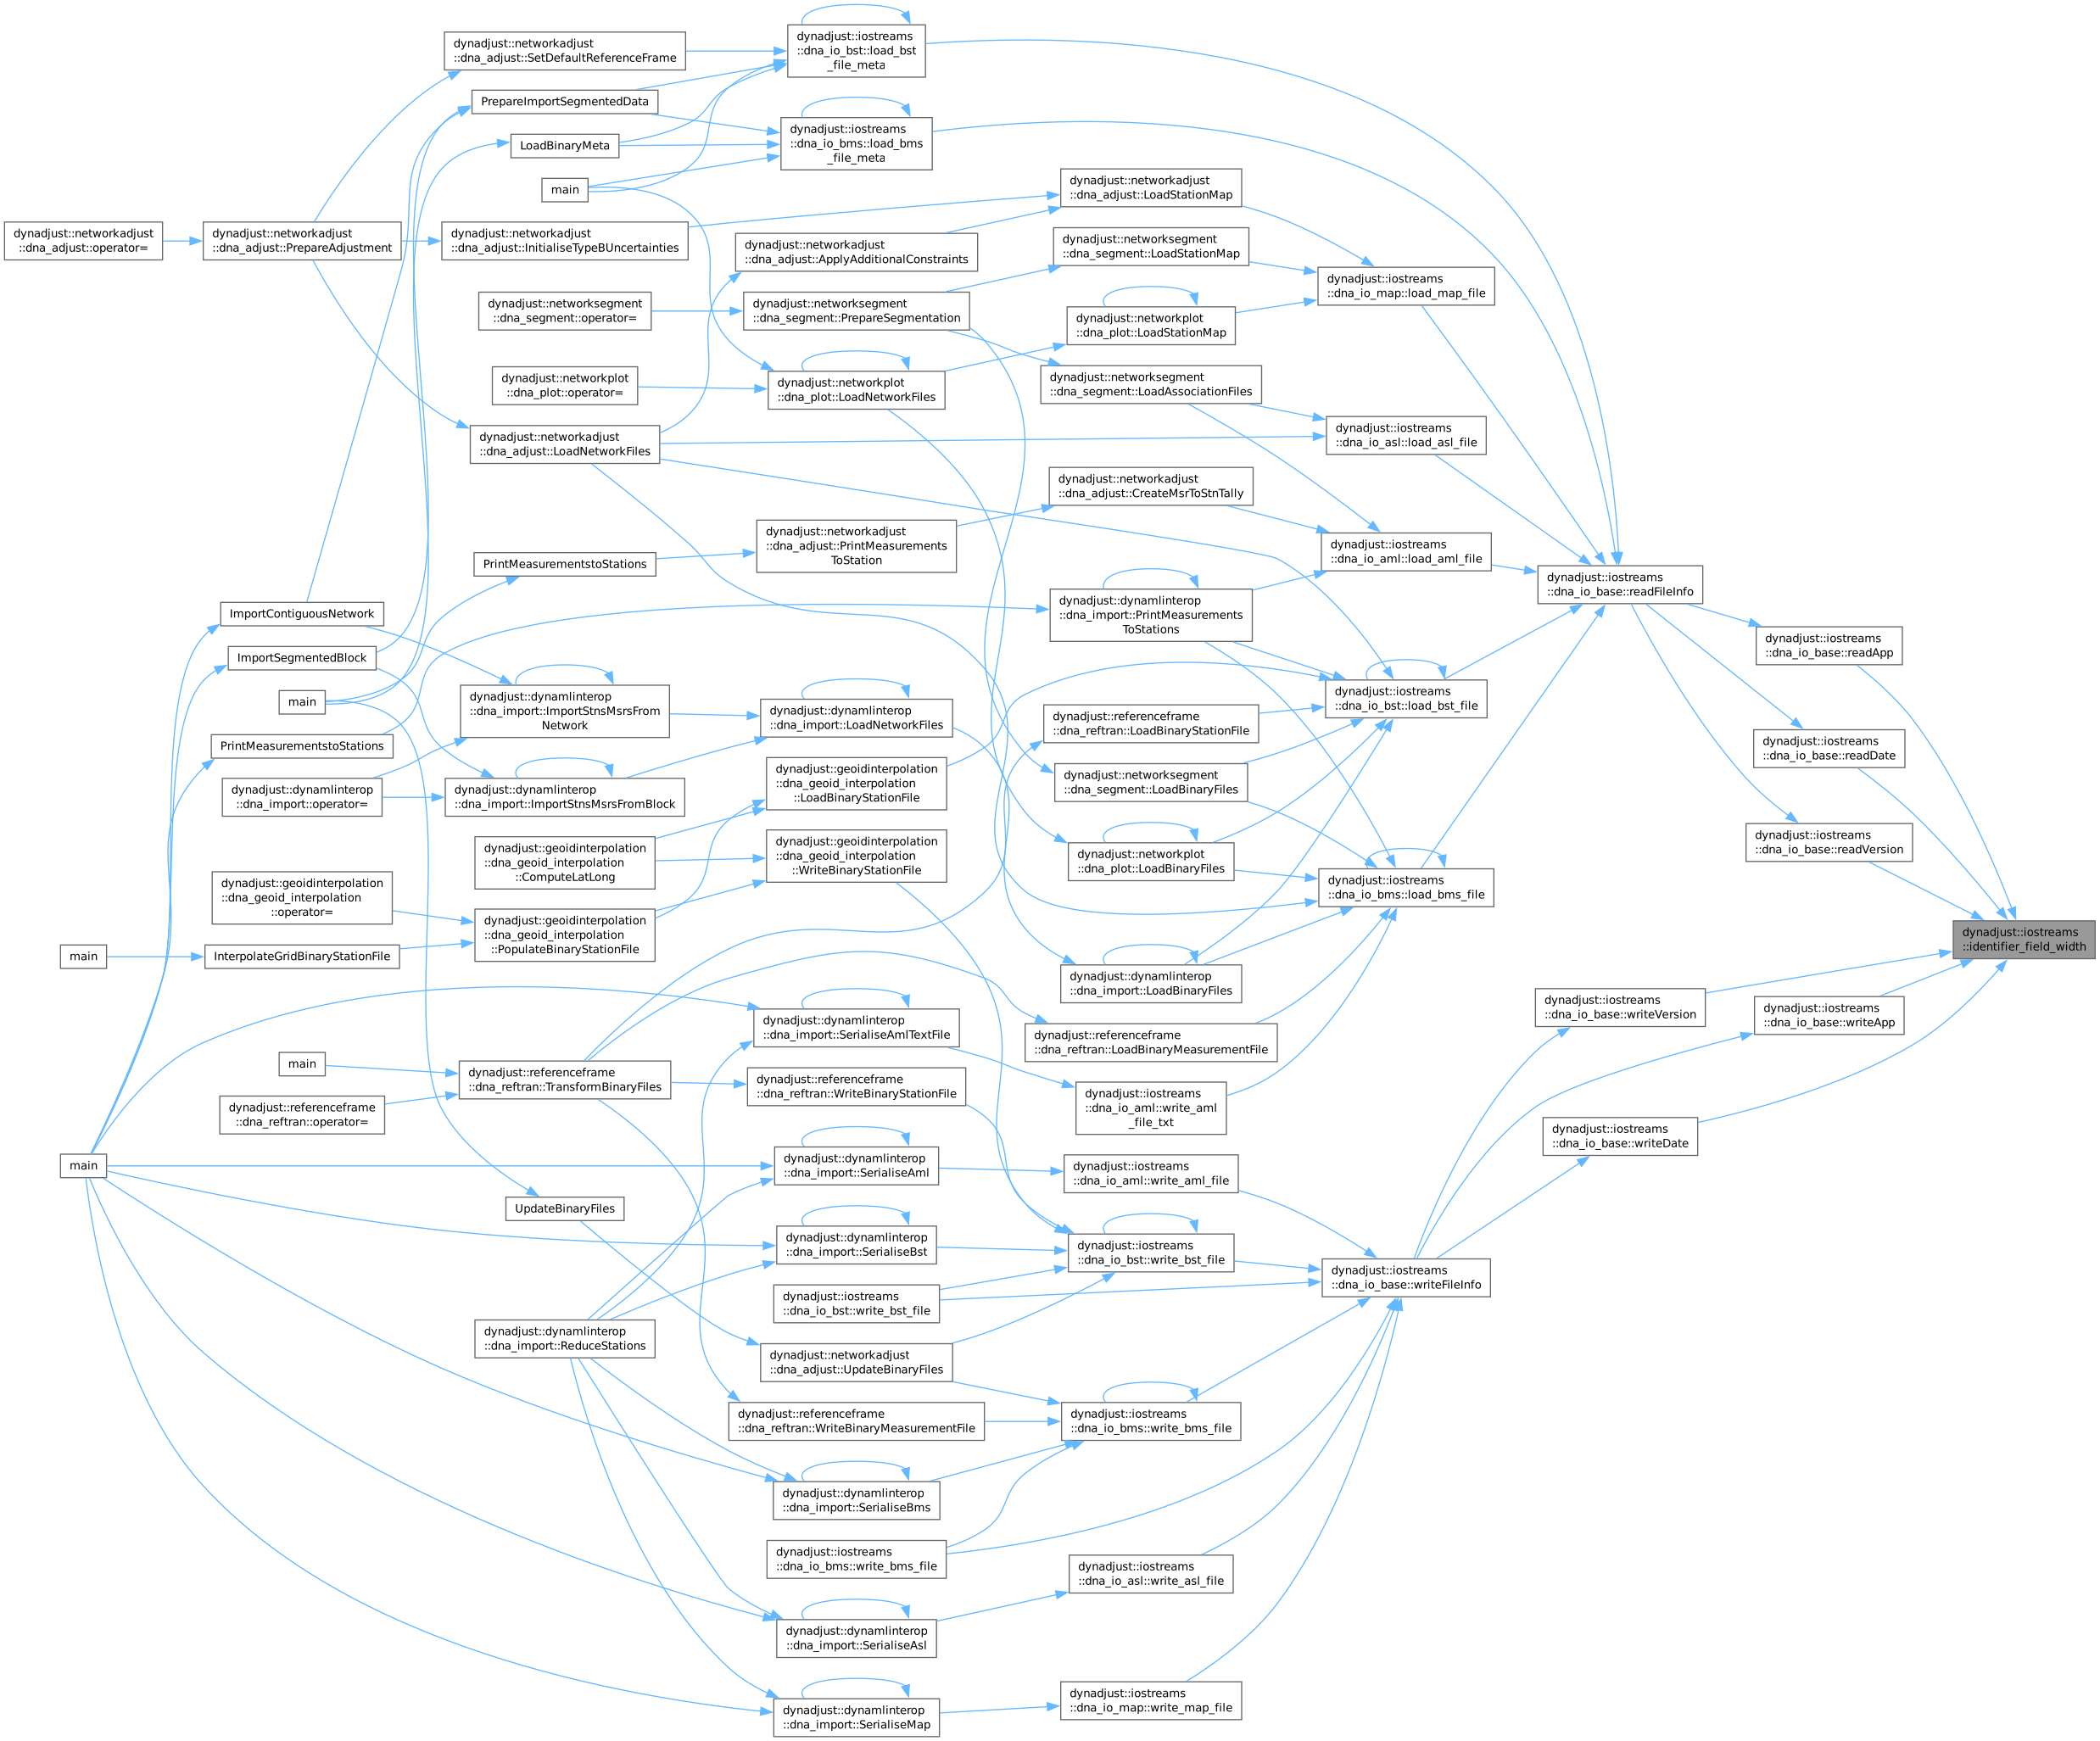 dynadjust::iostreams
::dna_io_bst::load_bst
_file_meta
dynadjust::networkadjust
::dna_adjust::SetDefaultReferenceFrame
PrepareImportSegmentedData
dynadjust::iostreams
::dna_io_bms::load_bms
_file_meta
LoadBinaryMeta
main
dynadjust::networkadjust
::dna_adjust::LoadStationMap
dynadjust::networkadjust
::dna_adjust::operator=
dynadjust::networkadjust
::dna_adjust::PrepareAdjustment
dynadjust::networkadjust
::dna_adjust::InitialiseTypeBUncertainties
dynadjust::networkadjust
::dna_adjust::ApplyAdditionalConstraints
dynadjust::networksegment
::dna_segment::LoadStationMap
dynadjust::iostreams
::dna_io_map::load_map_file
dynadjust::networksegment
::dna_segment::operator=
dynadjust::networksegment
::dna_segment::PrepareSegmentation
dynadjust::networkplot
::dna_plot::LoadStationMap
dynadjust::networkplot
::dna_plot::operator=
dynadjust::networkplot
::dna_plot::LoadNetworkFiles
dynadjust::networksegment
::dna_segment::LoadAssociationFiles
dynadjust::iostreams
::dna_io_asl::load_asl_file
dynadjust::networkadjust
::dna_adjust::LoadNetworkFiles
dynadjust::networkadjust
::dna_adjust::CreateMsrToStnTally
dynadjust::networkadjust
::dna_adjust::PrintMeasurements
ToStation
dynadjust::iostreams
::dna_io_aml::load_aml_file
PrintMeasurementstoStations
dynadjust::iostreams
::dna_io_base::readFileInfo
ImportContiguousNetwork
dynadjust::dynamlinterop
::dna_import::PrintMeasurements
ToStations
dynadjust::iostreams
::dna_io_base::readApp
ImportSegmentedBlock
main
dynadjust::dynamlinterop
::dna_import::ImportStnsMsrsFrom
Network
dynadjust::dynamlinterop
::dna_import::LoadNetworkFiles
dynadjust::iostreams
::dna_io_bst::load_bst_file
dynadjust::referenceframe
::dna_reftran::LoadBinaryStationFile
PrintMeasurementstoStations
dynadjust::iostreams
::dna_io_base::readDate
dynadjust::dynamlinterop
::dna_import::operator=
dynadjust::dynamlinterop
::dna_import::ImportStnsMsrsFromBlock
dynadjust::geoidinterpolation
::dna_geoid_interpolation
::LoadBinaryStationFile
dynadjust::networksegment
::dna_segment::LoadBinaryFiles
dynadjust::iostreams
::dna_io_base::readVersion
dynadjust::geoidinterpolation
::dna_geoid_interpolation
::ComputeLatLong
dynadjust::geoidinterpolation
::dna_geoid_interpolation
::WriteBinaryStationFile
dynadjust::networkplot
::dna_plot::LoadBinaryFiles
dynadjust::iostreams
::dna_io_bms::load_bms_file
dynadjust::geoidinterpolation
::dna_geoid_interpolation
::operator=
dynadjust::geoidinterpolation
::dna_geoid_interpolation
::PopulateBinaryStationFile
dynadjust::iostreams
::identifier_field_width
main
InterpolateGridBinaryStationFile
dynadjust::dynamlinterop
::dna_import::LoadBinaryFiles
dynadjust::iostreams
::dna_io_base::writeVersion
dynadjust::iostreams
::dna_io_base::writeApp
dynadjust::dynamlinterop
::dna_import::SerialiseAmlTextFile
dynadjust::referenceframe
::dna_reftran::LoadBinaryMeasurementFile
main
dynadjust::referenceframe
::dna_reftran::TransformBinaryFiles
dynadjust::referenceframe
::dna_reftran::WriteBinaryStationFile
dynadjust::iostreams
::dna_io_aml::write_aml
_file_txt
dynadjust::referenceframe
::dna_reftran::operator=
dynadjust::iostreams
::dna_io_base::writeDate
main
dynadjust::dynamlinterop
::dna_import::SerialiseAml
dynadjust::iostreams
::dna_io_aml::write_aml_file
UpdateBinaryFiles
dynadjust::dynamlinterop
::dna_import::SerialiseBst
dynadjust::iostreams
::dna_io_bst::write_bst_file
dynadjust::iostreams
::dna_io_base::writeFileInfo
dynadjust::iostreams
::dna_io_bst::write_bst_file
dynadjust::dynamlinterop
::dna_import::ReduceStations
dynadjust::networkadjust
::dna_adjust::UpdateBinaryFiles
dynadjust::referenceframe
::dna_reftran::WriteBinaryMeasurementFile
dynadjust::iostreams
::dna_io_bms::write_bms_file
dynadjust::dynamlinterop
::dna_import::SerialiseBms
dynadjust::iostreams
::dna_io_bms::write_bms_file
dynadjust::iostreams
::dna_io_asl::write_asl_file
dynadjust::dynamlinterop
::dna_import::SerialiseAsl
dynadjust::iostreams
::dna_io_map::write_map_file
dynadjust::dynamlinterop
::dna_import::SerialiseMap